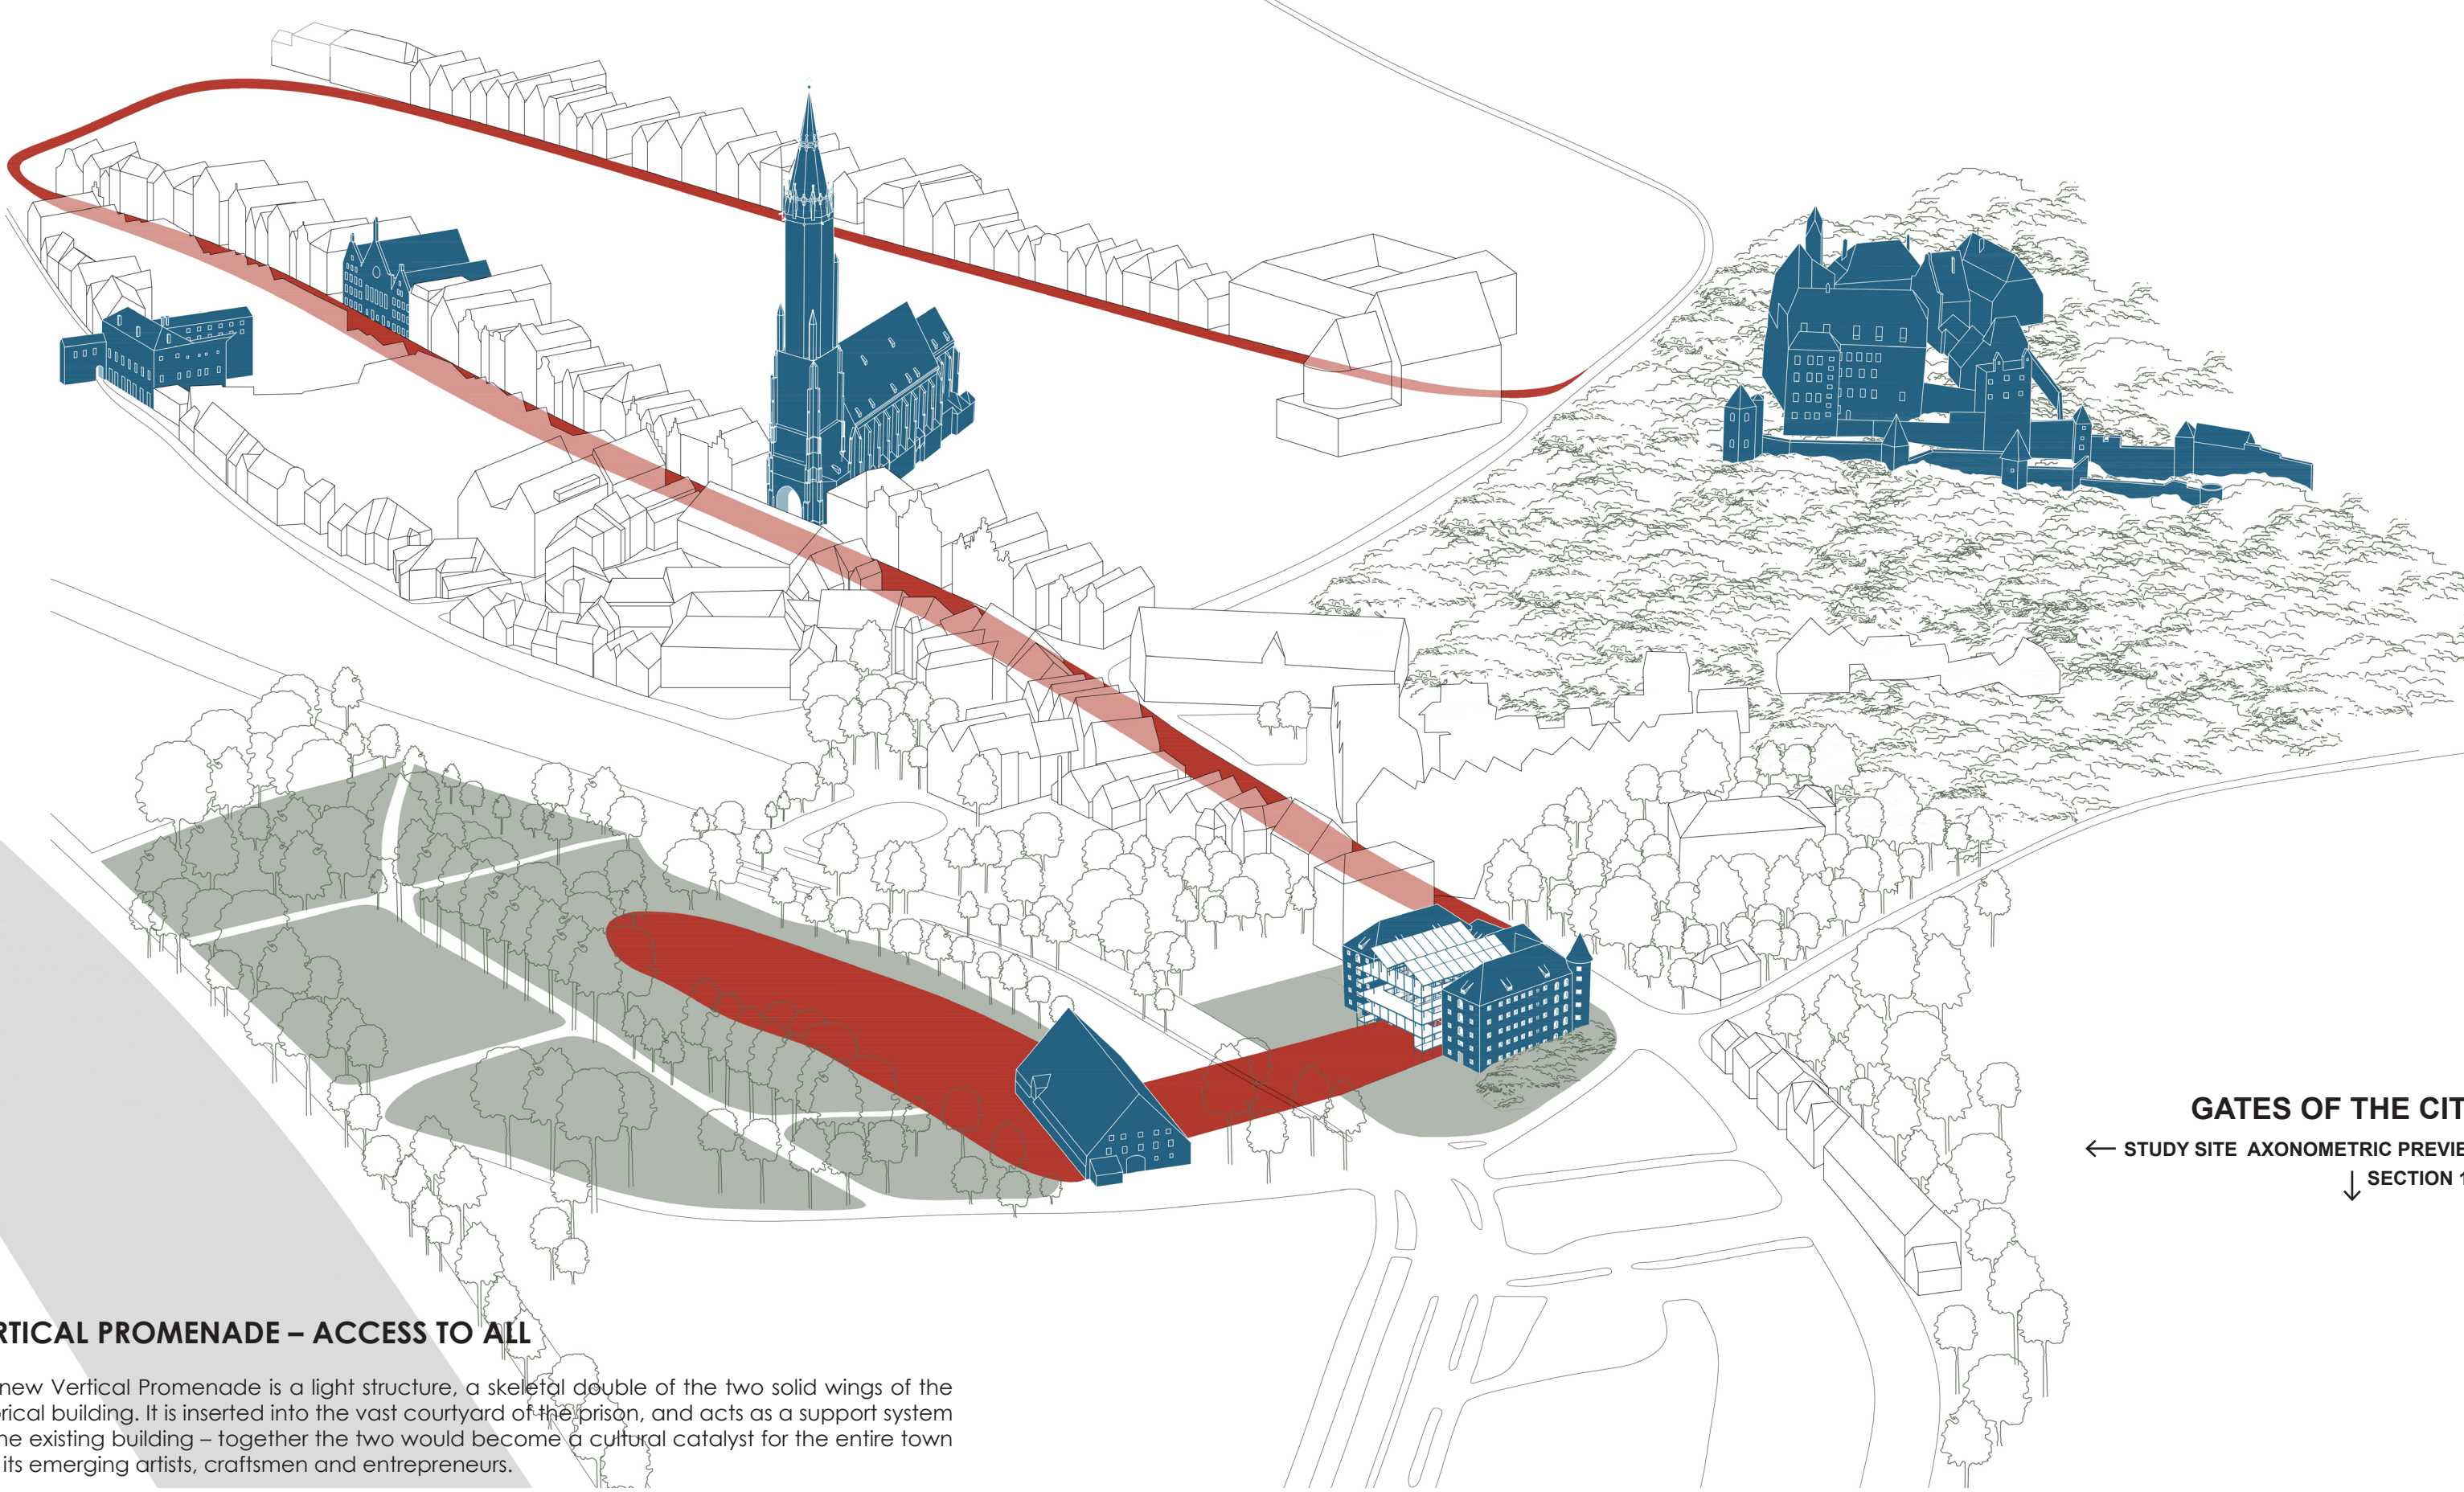 GATES OF THE CIT
← STUDY SITE AXONOMETRIC PREVIE
↓ SECTION 1
RTICAL PROMENADE – ACCESS TO ALL
new Vertical Promenade is a light structure, a skeletal double of the two solid wings of the
orical building. It is inserted into the vast courtyard of the prison, and acts as a support system
he existing building – together the two would become a cultural catalyst for the entire town
its emerging artists, craftsmen and entrepreneurs.